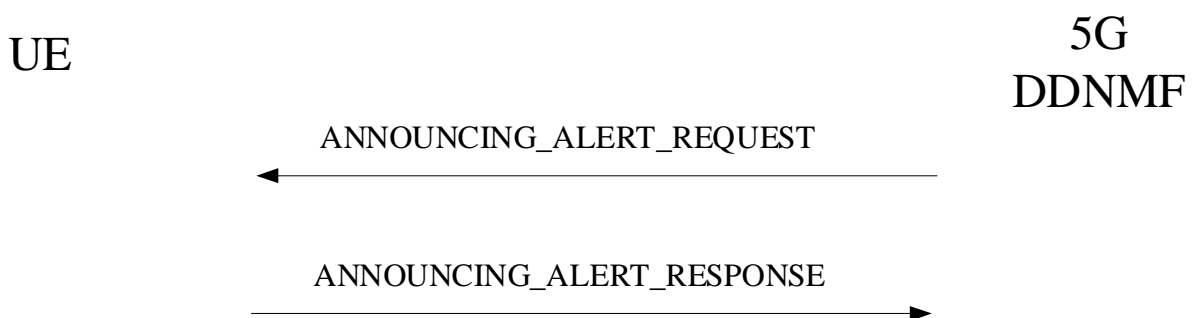 UE
5G
DDNMF
ANNOUNCING_ALERT_REQUEST
ANNOUNCING_ALERT_RESPONSE